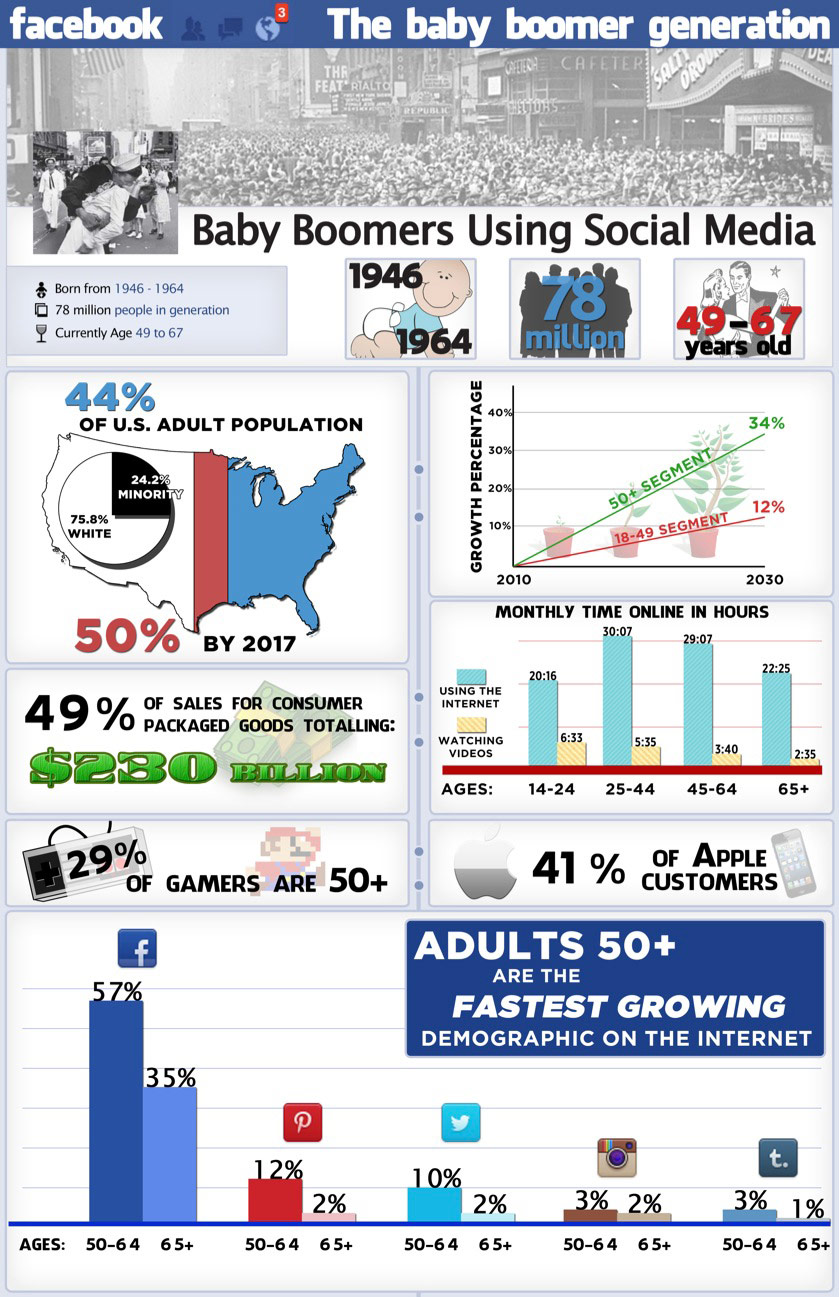 facebook
3
The baby boomer generation
THR
FEAT
RIALTO
REPUBLIC
CAFETERIA
CAFETER
Baby Boomers Using Social Media
Born from 1946 - 1964
78 million people in generation
Currently Age 49 to 67
1946
1964
78
million
49-67
years old
44%
OF U.S. ADULT POPULATION
24.2%
MINORITY
75.8%
WHITE
50% BY 2017
GROWTH PERCENTAGE
40%
30%
20%
10%
34%
50+ SEGMENT
12%
18-49 SEGMENT
2010
2030
MONTHLY TIME ONLINE IN HOURS
USING THE
INTERNET
WATCHING
VIDEOS
20:16
6:33
30:07
5:35
29:07
3:40
22:25
2:35
AGES: 14-24 25-44 45-64 65+
49% OF SALES FOR CONSUMER
PACKAGED GOODS TOTALLING:
$230 BILLION
29%
OF GAMERS ARE 50+
41 % OF APPLE
CUSTOMERS
ADULTS 50+
ARE THE
FASTEST GROWING
DEMOGRAPHIC ON THE INTERNET
f
57%
35%
12%
2%
10%
2%
3% 2%
t.
3% 1%
AGES: 50-64 65+ 50-64 65+ 50-64 65+ 50-64 65+ 50-64 65+